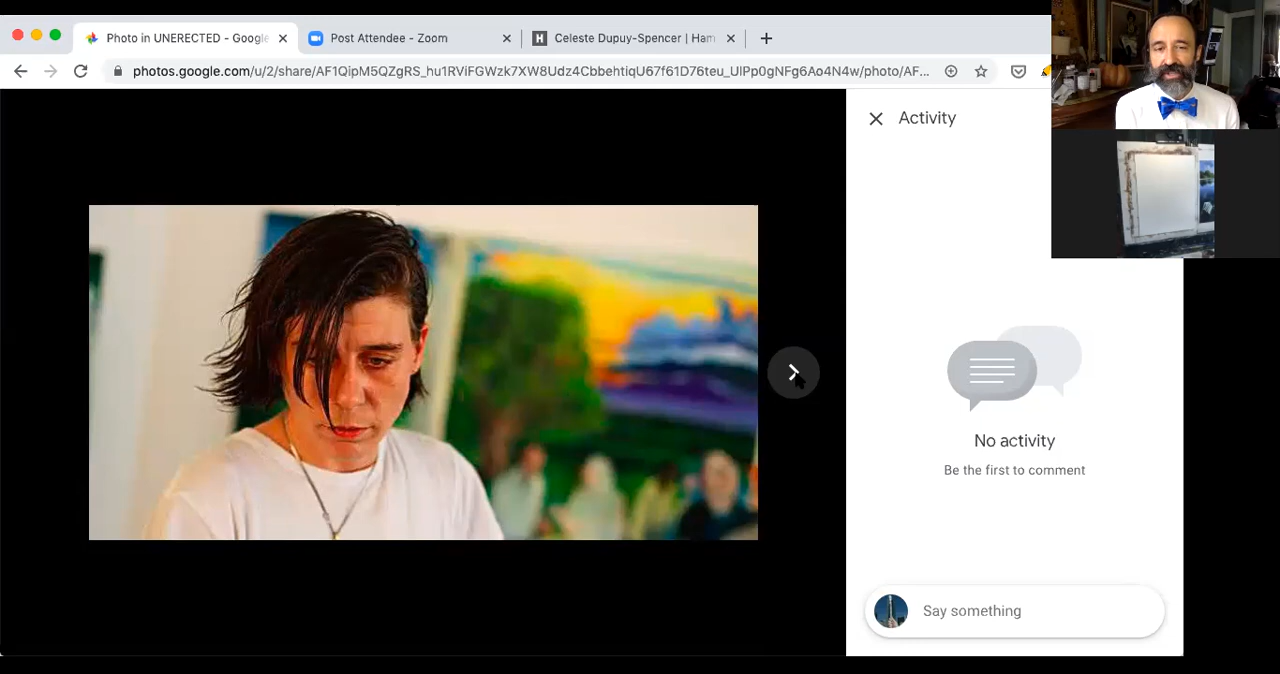 Photo in UNERECTED - Google
Post Attendee - Zoom
Celeste Dupuy-Spencer | Ham
photos.google.com/u/2/share/AF1QipM5QZgRS_hu1RViFGWzk7XW8Udz4CbbehtiqU67f61D76teu_UlPp0gNFg6Ao4N4w/photo/AF...
Activity
No activity
Be the first to comment
Say something